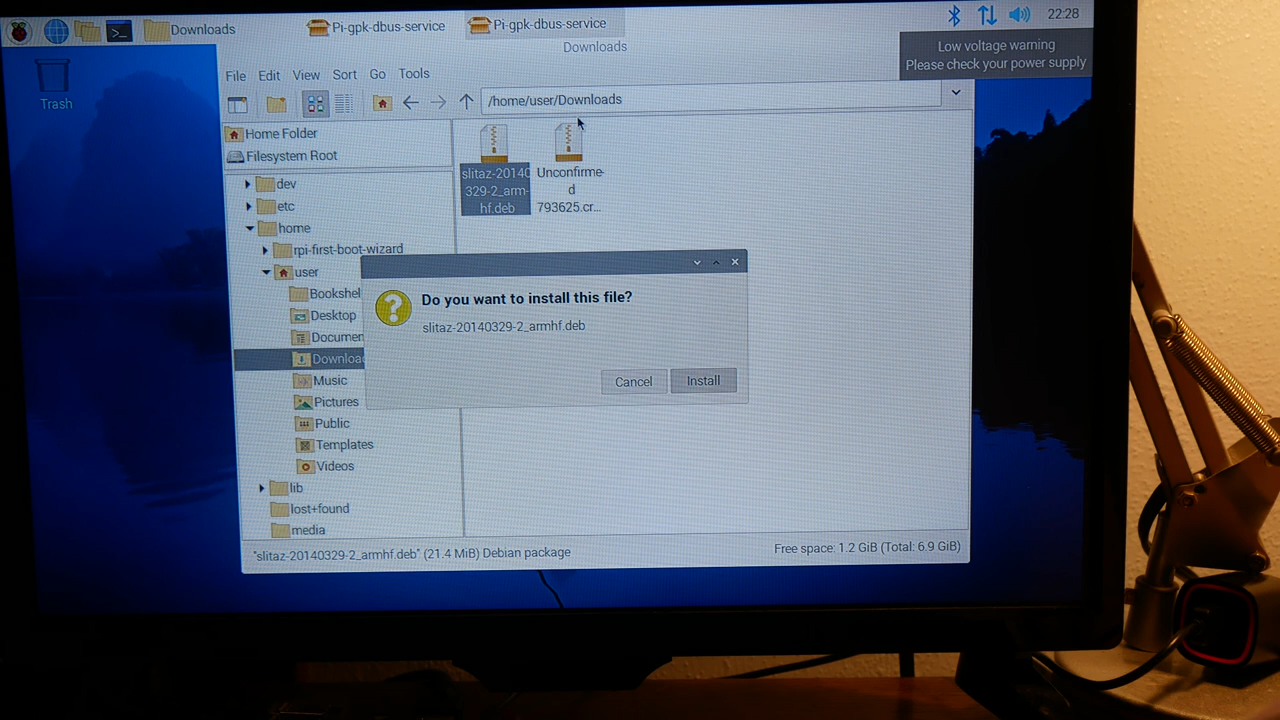 Downloads
Pi-gpk-dbus-service
Pi-gpk-dbus-service
22:28
Downloads
Low voltage warning
Please check your power supply
Trash
File Edit View Sort Go Tools
/home/user/Downloads
Home Folder
Filesystem Root
dev
etc
home
rpi-first-boot-wizard
user
Bookshel
Desktop
Documen
Downloa
Music
Pictures
Public
Templates
Videos
lib
lost+found
media
slitaz-20140
329-2_arm-
hf.deb
Unconfirme-
d
793625.cr...
Do you want to install this file?
slitaz-20140329-2_armhf.deb
Cancel
Install
"slitaz-20140329-2_armhf.deb" (21.4 MiB) Debian package
Free space: 1.2 GiB (Total: 6.9 GiB)